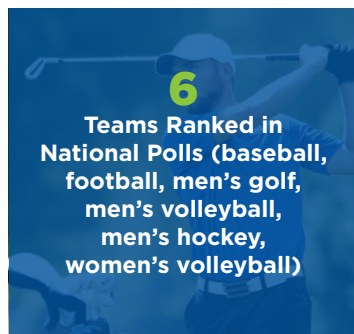 6
Teams Ranked in
National Polls (baseball,
football, men’s golf,
men’s volleyball,
men’s hockey,
women’s volleyball)